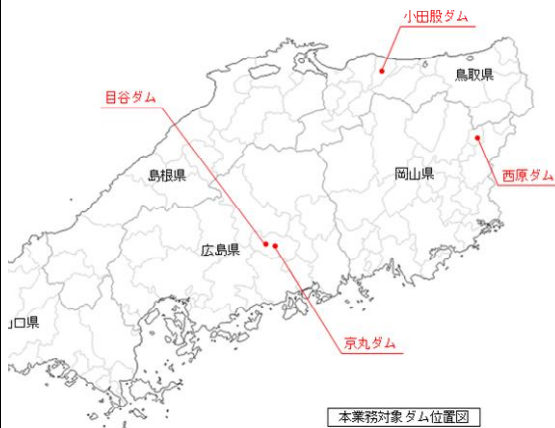 小田股ダム
鳥取県
目谷ダム
島根県
岡山県
西原ダム
広島県
山口県
京丸ダム
本業務対象ダム位置図